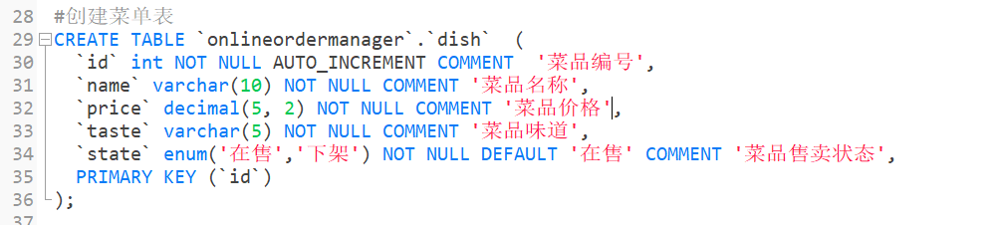 28 #创建菜单表
29 CREATE TABLE `onlineordermanager`.`dish`  (
30 `id` int NOT NULL AUTO_INCREMENT COMMENT  '菜品编号',
31 `name` varchar(10) NOT NULL COMMENT '菜品名称',
32 `price` decimal(5, 2) NOT NULL COMMENT '菜品价格',
33 `taste` varchar(5) NOT NULL COMMENT '菜品味道',
34 `state` enum('在售','下架') NOT NULL DEFAULT '在售' COMMENT '菜品售卖状态',
35 PRIMARY KEY (`id`)
36 );
37